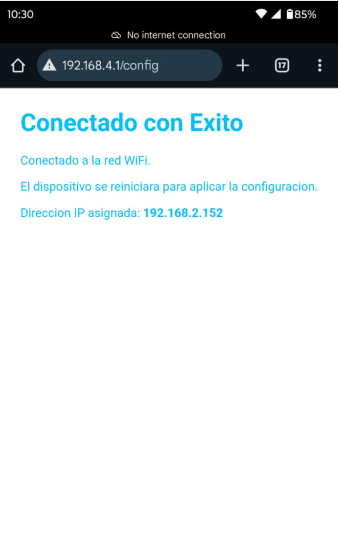 10:30
85%
No internet connection
192.168.4.1/config
17
Conectado con Exito
Conectado a la red WiFi.
El dispositivo se reiniciara para aplicar la configuracion.
Direccion IP asignada: 192.168.2.152